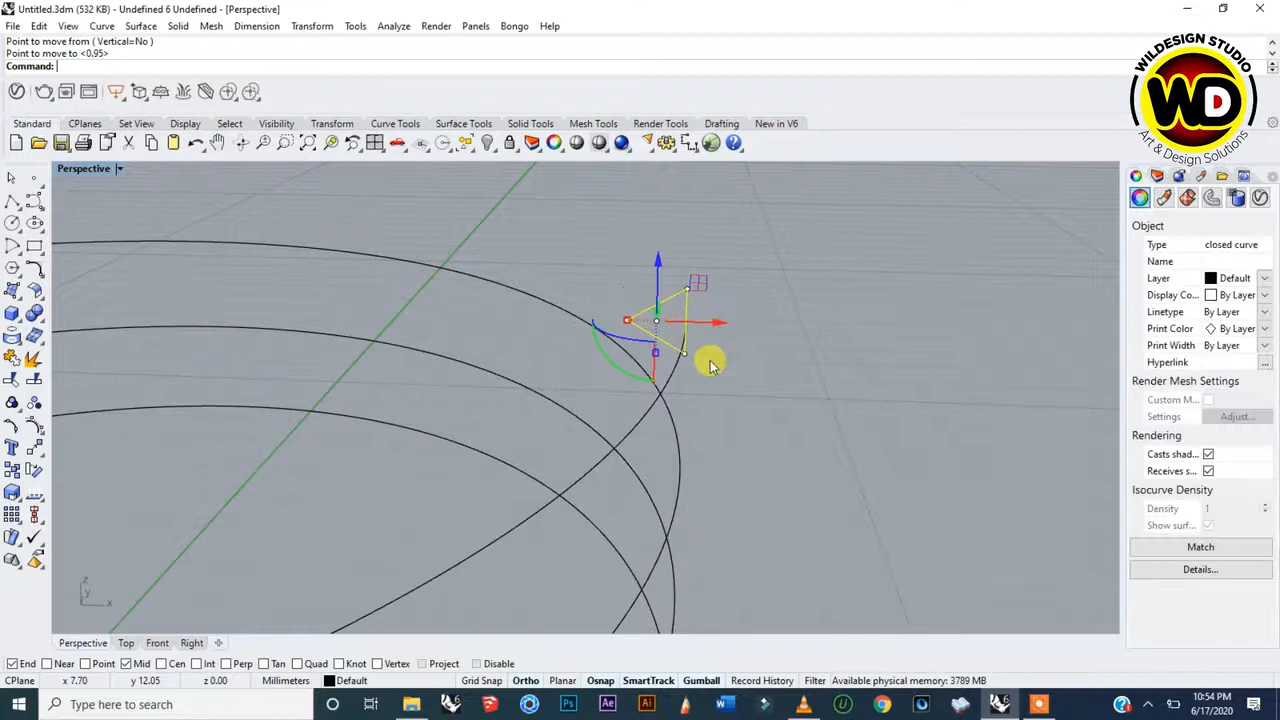 Untitled.3dm (532 KB) - Undefined 6 Undefined - [Perspective]
File Edit View Curve Surface Solid Mesh Dimension Transform Tools Analyze Render Panels Bongo Help
Point to move from ( Vertical=No )
Point to move to <0.95>
Command:
WILDESIGN STUDIO
WD
Art & Design Solutions
Standard CPlanes Set View Display Select Visibility Transform Curve Tools Surface Tools Solid Tools Mesh Tools Render Tools Drafting New in V6
Perspective
Object
Type closed curve
Name
Layer Default
Display Co... By Layer
Linetype By Layer
Print Color By Layer
Print Width By Layer
Hyperlink ...
Render Mesh Settings
Custom M...
Settings Adjust...
Rendering
Casts shad...
Receives s...
Isocurve Density
Density 1
Show surf...
Match
Details...
z
y
x
Perspective Top Front Right
End Near Point Mid Cen Int Perp Tan Quad Knot Vertex Project Disable
CPlane x 7.70 y 12.05 z 0.00 Millimeters Default Grid Snap Ortho Planar Osnap SmartTrack Gumball Record History Filter Available physical memory: 3789 MB
Type here to search
Ps Ae Ai
10:54 PM
6/17/2020